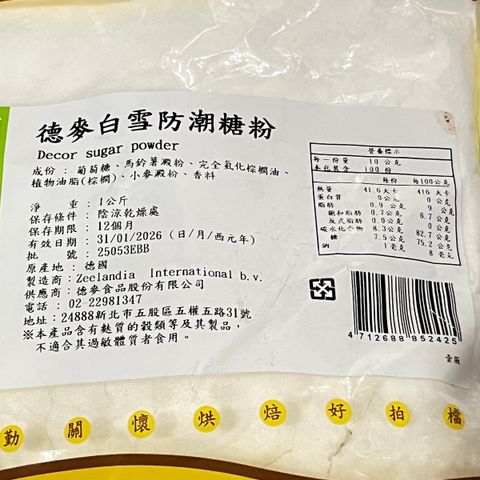 德麥白雪防潮糖粉
Decor sugar powder
成份：葡萄糖、馬鈴薯澱粉、完全氫化棕櫚油、
植物油脂(棕櫚)、小麥澱粉、香料
淨重：1公斤
保存條件：陰涼乾燥處
保存期限：12個月
有效日期：31/01/2026（日/月/西元年）
批號：25053EBB
原產地：德國
製造商：Zeelandia International b.v.
供應商：德麥食品股份有限公司
電話：02-22981347
地址：24888新北市五股區五權五路31號
※本產品含有麩質的穀類等及其製品，
不適合其過敏體質者食用。
營養標示
每一份量 10公克
本包裝含 100份
每份 每100公克
熱量 41.6大卡 416大卡
蛋白質 0公克 0公克
脂肪 0.9公克 9公克
飽和脂肪 0.7公克 6.7公克
反式脂肪 0.0公克 0公克
碳水化合物 8.3公克 82.7公克
糖 7.5公克 75.2公克
鈉 1毫克 8毫克
4712688852425
勤關懷烘焙好拍檔